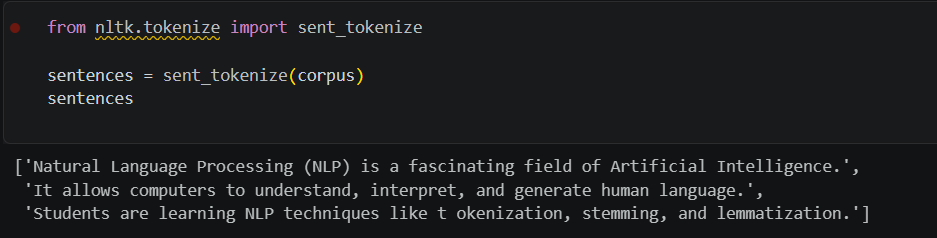 from nltk.tokenize import sent_tokenize
sentences = sent_tokenize(corpus)
sentences
['Natural Language Processing (NLP) is a fascinating field of Artificial Intelligence.',
'It allows computers to understand, interpret, and generate human language.',
'Students are learning NLP techniques like t okenization, stemming, and lemmatization.']